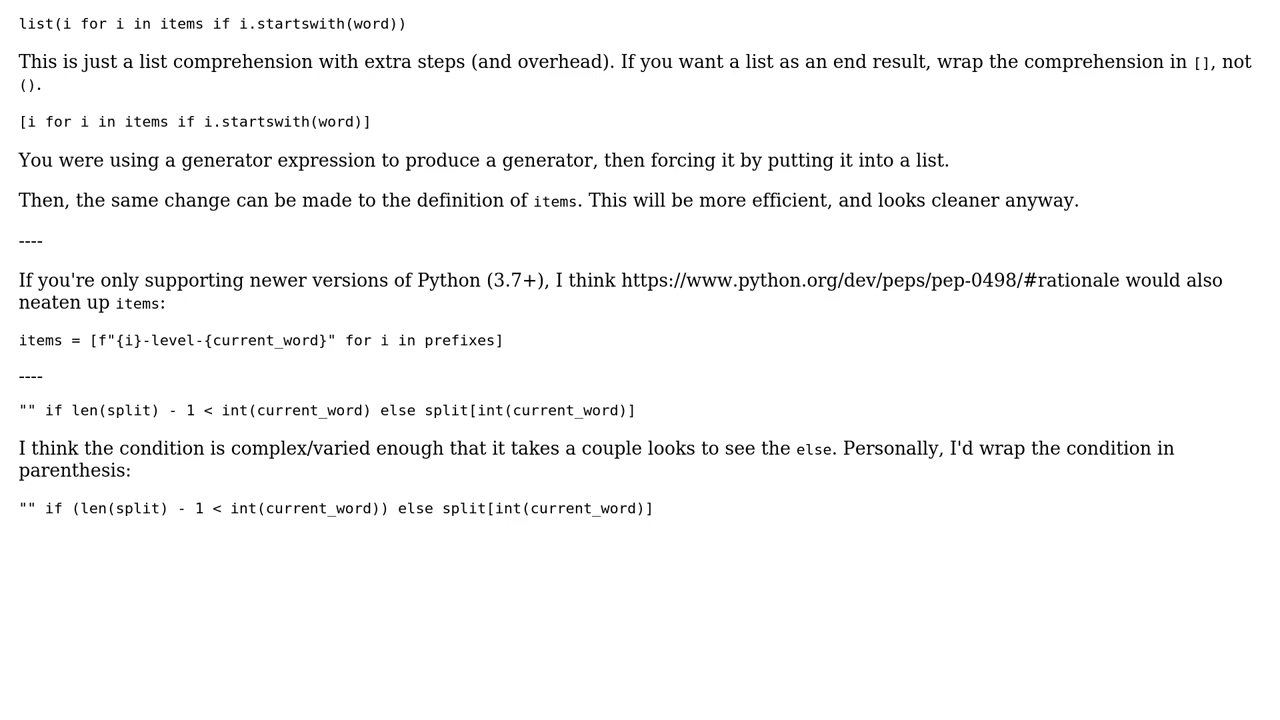 list(i for i in items if i.startswith(word))
This is just a list comprehension with extra steps (and overhead). If you want a list as an end result, wrap the comprehension in [], not
().
[i for i in items if i.startswith(word)]
You were using a generator expression to produce a generator, then forcing it by putting it into a list.
Then, the same change can be made to the definition of items. This will be more efficient, and looks cleaner anyway.
----
If you're only supporting newer versions of Python (3.7+), I think https://www.python.org/dev/peps/pep-0498/#rationale would also
neaten up items:
items = [f"{i}-level-{current_word}" for i in prefixes]
----
"" if len(split) - 1 < int(current_word) else split[int(current_word)]
I think the condition is complex/varied enough that it takes a couple looks to see the else. Personally, I'd wrap the condition in
parenthesis:
"" if (len(split) - 1 < int(current_word)) else split[int(current_word)]